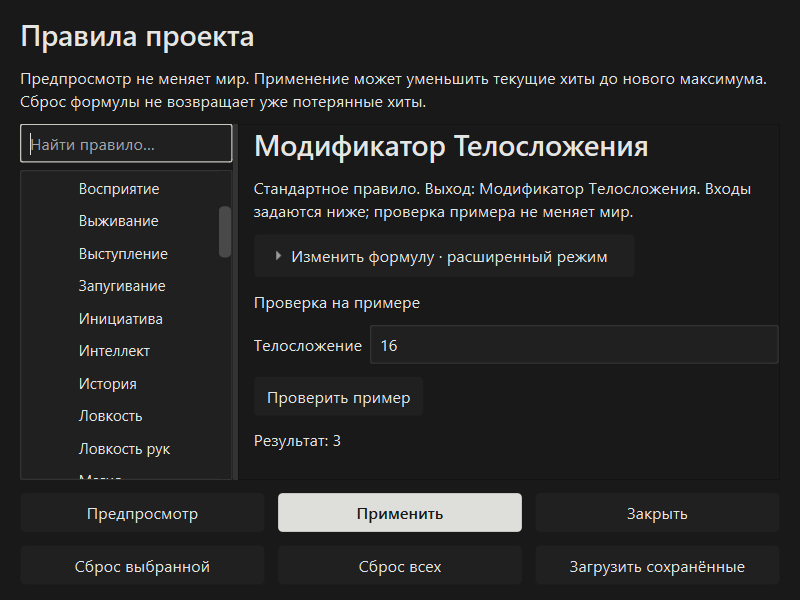 Правила проекта
Предпросмотр не меняет мир. Применение может уменьшить текущие хиты до нового максимума.
Сброс формулы не возвращает уже потерянные хиты.
Найти правило...
Восприятие
Выживание
Выступление
Запугивание
Инициатива
Интеллект
История
Ловкость
Ловкость рук
Модификатор Телосложения
Стандартное правило. Выход: Модификатор Телосложения. Входы
задаются ниже; проверка примера не меняет мир.
Изменить формулу · расширенный режим
Проверка на примере
Телосложение 16
Проверить пример
Результат: 3
Предпросмотр
Применить
Закрыть
Сброс выбранной
Сброс всех
Загрузить сохранённые